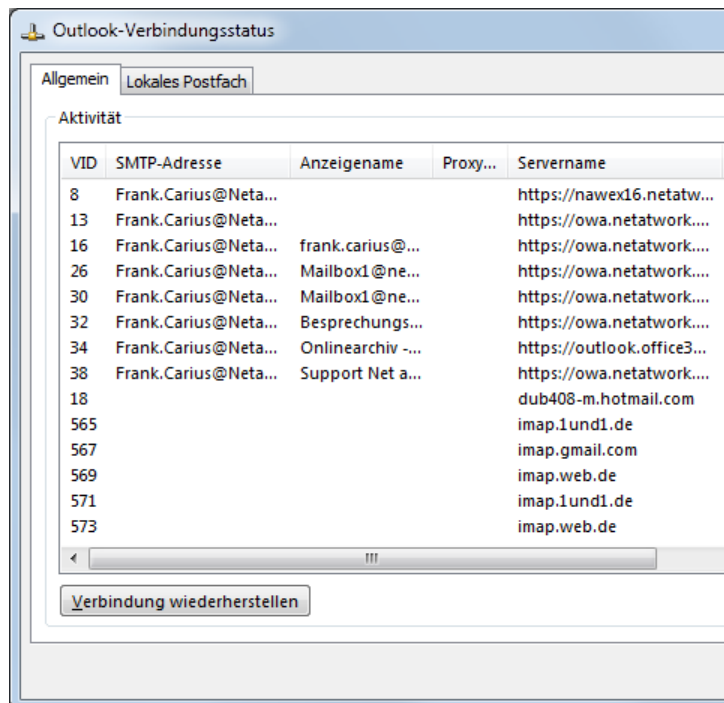 Outlook-Verbindungsstatus
Allgemein Lokales Postfach
Aktivität
VID SMTP-Adresse Anzeigename Proxy... Servername
8 Frank.Carius@Neta... https://nawex16.netatw...
13 Frank.Carius@Neta... https://owa.netatwork....
16 Frank.Carius@Neta... frank.carius@... https://owa.netatwork....
26 Frank.Carius@Neta... Mailbox1@ne... https://owa.netatwork....
30 Frank.Carius@Neta... Mailbox1@ne... https://owa.netatwork....
32 Frank.Carius@Neta... Besprechungs... https://owa.netatwork....
34 Frank.Carius@Neta... Onlinearchiv -... https://outlook.office3...
38 Frank.Carius@Neta... Support Net a... https://owa.netatwork....
18 dub408-m.hotmail.com
565 imap.1und1.de
567 imap.gmail.com
569 imap.web.de
571 imap.1und1.de
573 imap.web.de
Verbindung wiederherstellen